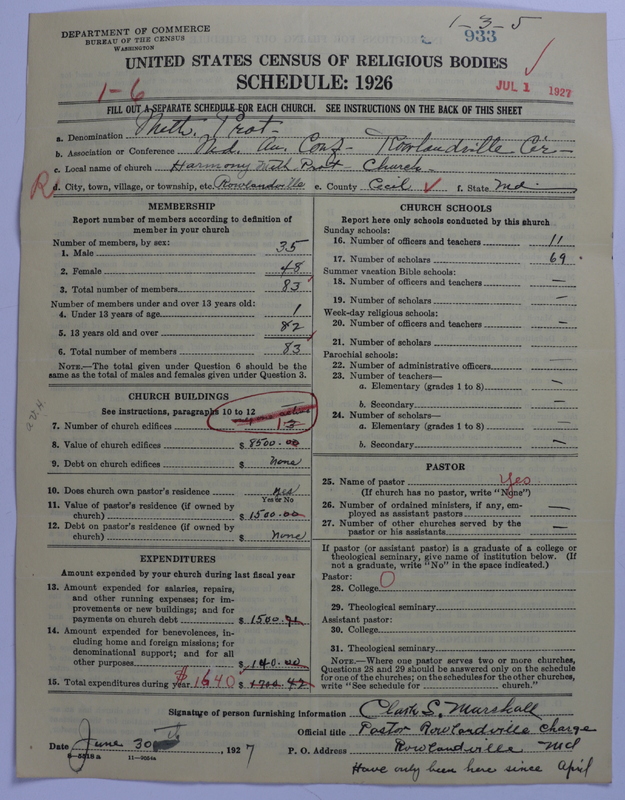 1-3-5
DEPARTMENT OF COMMERCE
BUREAU OF THE CENSUS
WASHINGTON
933
UNITED STATES CENSUS OF RELIGIOUS BODIES
SCHEDULE: 1926
1-6
JUL 1 1927
FILL OUT A SEPARATE SCHEDULE FOR EACH CHURCH. SEE INSTRUCTIONS ON THE BACK OF THIS SHEET
a. Denomination Meth. Prot-
b. Association or Conference Md. An. Conf- Rowlandville Cir-
c. Local name of church Harmony Meth Prot- Church
R
d. City, town, village, or township, etc. Rowlandville e. County Cecil f. State Md.
MEMBERSHIP
Report number of members according to definition of member in your church
Number of members, by sex:
1. Male 35
2. Female 48
3. Total number of members 83
Number of members under and over 13 years old:
4. Under 13 years of age 1
5. 13 years old and over 82
6. Total number of members 83
NOTE.—The total given under Question 6 should be
same as the total of males and females given under Question 3.
CHURCH BUILDINGS
See instructions, paragraphs 10 to 12
7. Number of church edifices 1
8. Value of church edifices $ 8500.00
9. Debt on church edifices $ None
10. Does church own pastor's residence Yes
Yes or No
11. Value of pastor's residence (if owned by
church) $ 1500.00
12. Debt on pastor's residence (if owned by
church) $ None
EXPENDITURES
Amount expended by your church during last fiscal year
13. Amount expended for salaries, repairs,
and other running expenses; for im-
provements or new buildings; and for
payments on church debt $ 1500.
14. Amount expended for benevolences, in-
cluding home and foreign missions; for
denominational support; and for all
other purposes $ 140.00
15. Total expenditures during year $1640 $ 1700.42
CHURCH SCHOOLS
Report here only schools conducted by this church
Sunday schools:
16. Number of officers and teachers 11
17. Number of scholars 69
Summer vacation Bible schools:
18. Number of officers and teachers —
19. Number of scholars —
Week-day religious schools:
20. Number of officers and teachers —
21. Number of scholars
Parochial schools:
22. Number of administrative officers —
23. Number of teachers—
a. Elementary (grades 1 to 8) —
b. Secondary —
24. Number of scholars—
a. Elementary (grades 1 to 8) —
b. Secondary —
PASTOR
25. Name of pastor Yes
(If church has no pastor, write "None")
26. Number of ordained ministers, if any, em-
ployed as assistant pastors —
27. Number of other churches served by the
pastor or his assistants —
If pastor (or assistant pastor) is a graduate of a college or
theological seminary, give name of institution below. (If
not a graduate, write "No" in the space indicated.)
Pastor:
28. College 0
29. Theological seminary
Assistant pastor:
30. College
31. Theological seminary
NOTE.—Where one pastor serves two or more churches,
Questions 28 and 29 should be answered only on the schedule
for one of the churches; on the schedules for the other churches,
write "See schedule for church."
Signature of person furnishing information Clark S. Marshall
Official title Pastor Rowlandville Charge
Date June 30th, 1927 P. O. Address Rowlandville Md
11—9054a
Have only been here since April